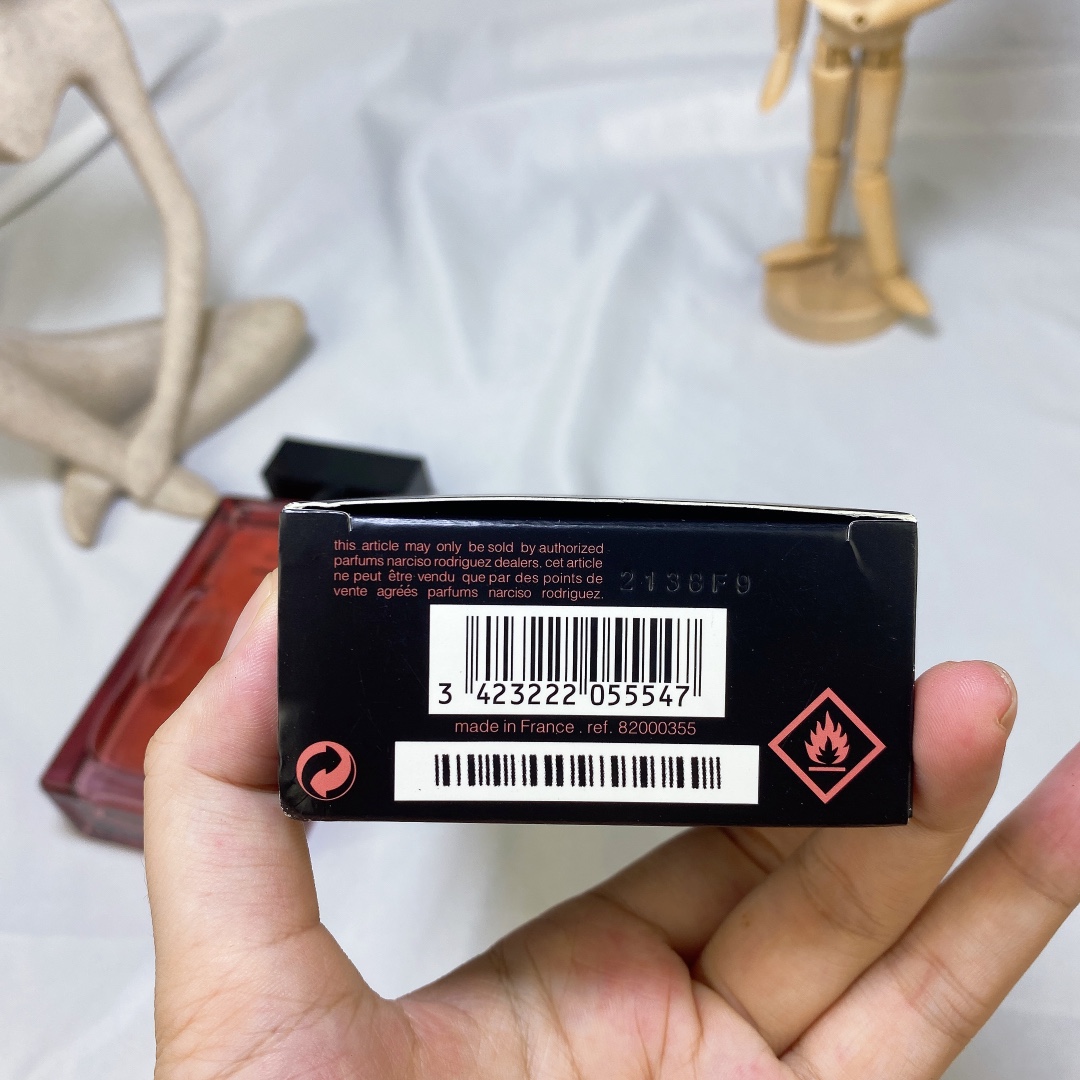 this article may only be sold by authorized
parfums narciso rodriguez dealers. cet article
ne peut être vendu que par des points de
vente agréés parfums narciso rodriguez.
2138F9
3 423222 055547
made in France . ref. 82000355